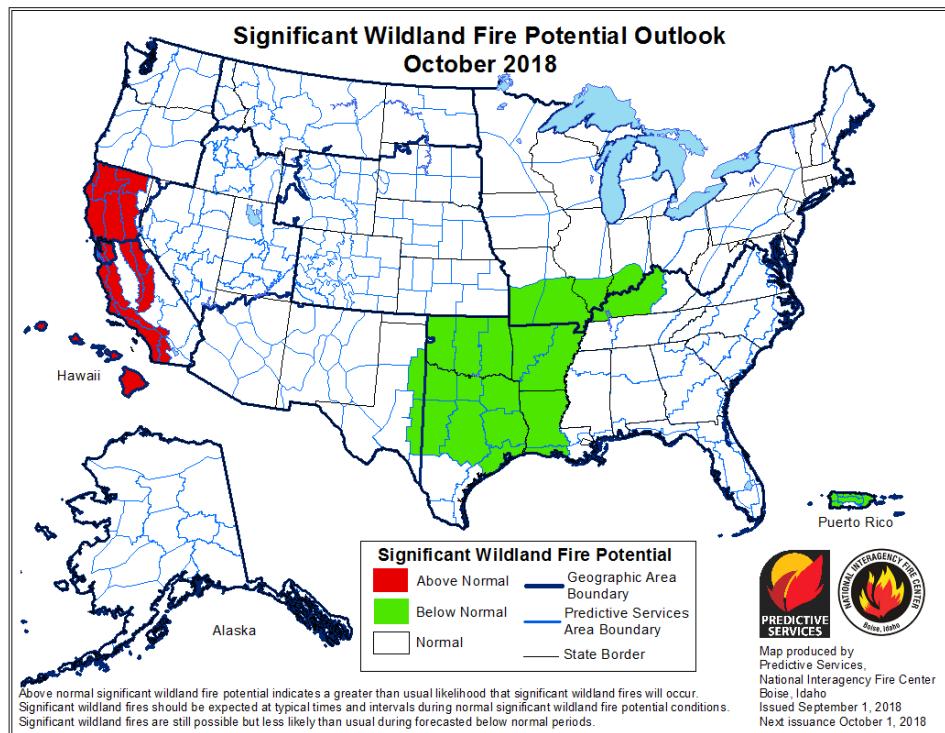 Significant Wildland Fire Potential Outlook
October 2018
Hawaii
Alaska
Puerto Rico
Significant Wildland Fire Potential
Above Normal
Below Normal
Normal
Geographic Area
Boundary
Predictive Services
Area Boundary
State Border
PREDICTIVE
SERVICES
NATIONAL INTERAGENCY FIRE CENTER
Boise, Idaho
Map produced by
Predictive Services,
National Interagency Fire Center
Boise, Idaho
Issued September 1, 2018
Next issuance October 1, 2018
Above normal significant wildland fire potential indicates a greater than usual likelihood that significant wildland fires will occur.
Significant wildland fires should be expected at typical times and intervals during normal significant wildland fire potential conditions.
Significant wildland fires are still possible but less likely than usual during forecasted below normal periods.